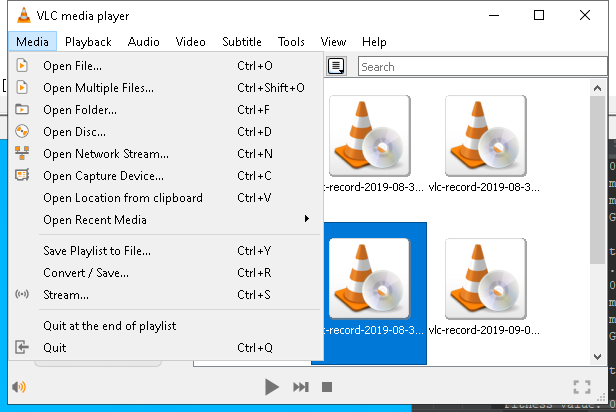 VLC media player
Media Playback Audio Video Subtitle Tools View Help
Open File... Ctrl+O
Search
Open Multiple Files... Ctrl+Shift+O
Open Folder... Ctrl+F
Open Disc... Ctrl+D
Open Network Stream... Ctrl+N
Open Capture Device... Ctrl+C
lc-record-2019-08-3...
vlc-record-2019-08-3...
Open Location from clipboard Ctrl+V
Open Recent Media
Save Playlist to File... Ctrl+Y
Convert / Save... Ctrl+R
Stream... Ctrl+S
Quit at the end of playlist
lc-record-2019-08-3...
vlc-record-2019-09-0...
Quit Ctrl+Q